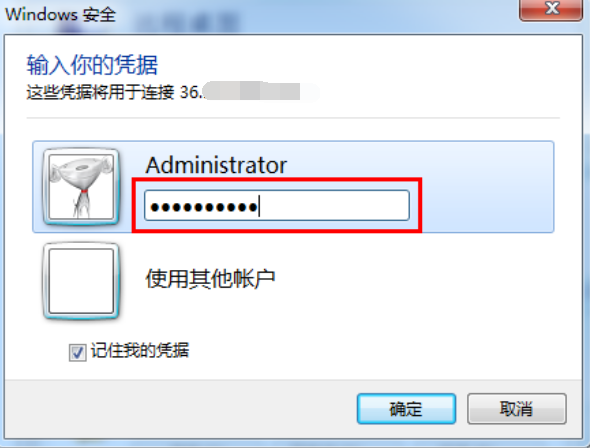 Windows 安全
输入你的凭据
这些凭据将用于连接 36.
Administrator
●●●●●●●●●●
使用其他帐户
记住我的凭据
确定
取消